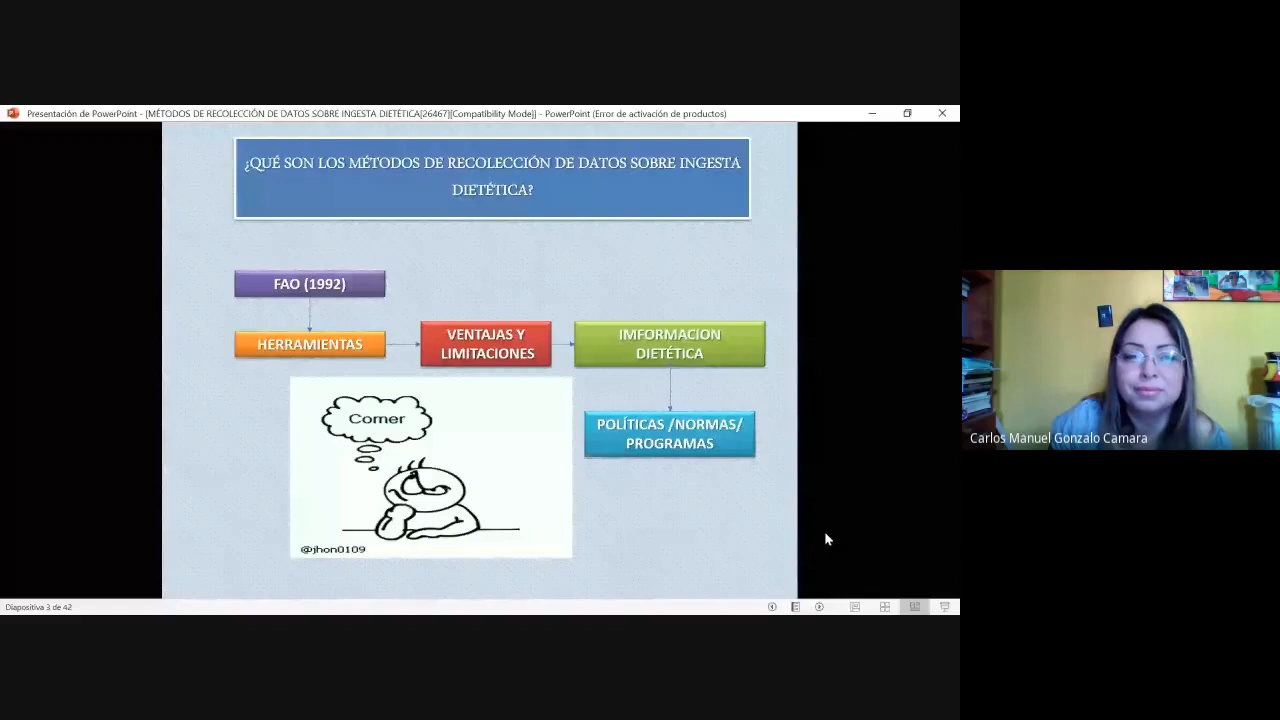 Presentación de PowerPoint - [MÉTODOS DE RECOLECCIÓN DE DATOS SOBRE INGESTA DIETÉTICA[26467][Compatibility Mode]] - PowerPoint (Error de activación de productos)
¿QUÉ SON LOS MÉTODOS DE RECOLECCIÓN DE DATOS SOBRE INGESTA
DIETÉTICA?
FAO (1992)
HERRAMIENTAS
VENTAJAS Y
LIMITACIONES
IMFORMACION
DIETÉTICA
POLÍTICAS /NORMAS/
PROGRAMAS
Comer
@jhon0109
Carlos Manuel Gonzalo Camara
Diapositiva 3 de 42